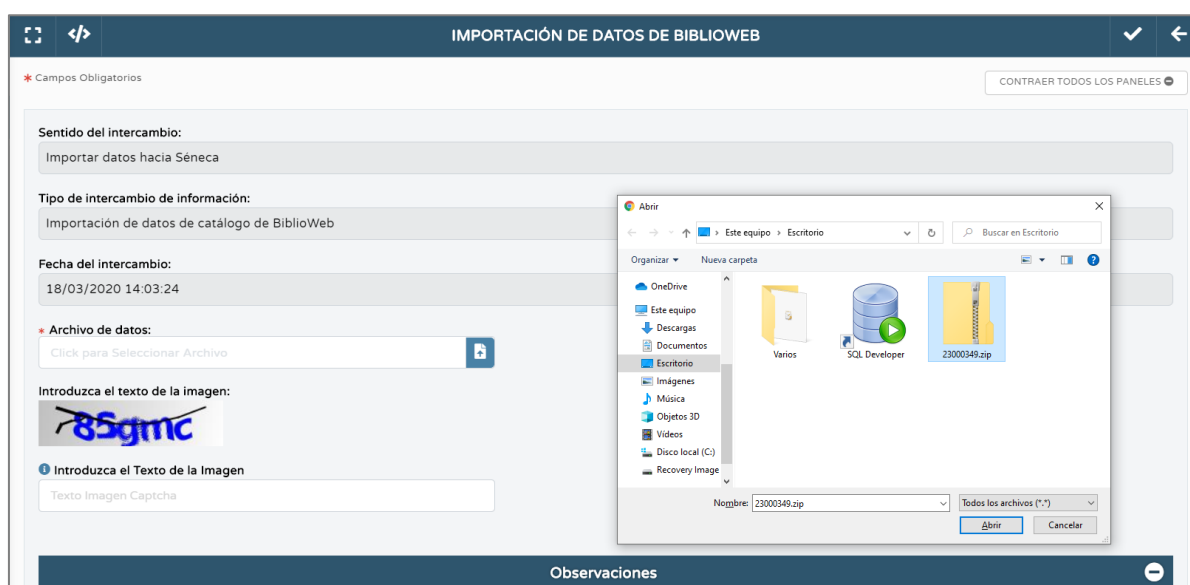 IMPORTACIÓN DE DATOS DE BIBLIOWEB
* Campos Obligatorios
CONTRAER TODOS LOS PANELES
Sentido del intercambio:
Importar datos hacia Séneca
Tipo de intercambio de información:
Importación de datos de catálogo de BiblioWeb
Fecha del intercambio:
18/03/2020 14:03:24
* Archivo de datos:
Click para Seleccionar Archivo
Introduzca el texto de la imagen:
785gmc
Introduzca el Texto de la Imagen
Texto Imagen Captcha
Abrir
Este equipo > Escritorio
Buscar en Escritorio
Organizar
Nueva carpeta
OneDrive
Este equipo
Descargas
Documentos
Escritorio
Imágenes
Música
Objetos 3D
Vídeos
Disco local (C:)
Recovery Image
Varios
SQL Developer
23000349.zip
Nombre: 23000349.zip
Todos los archivos (*.*)
Abrir
Cancelar
Observaciones